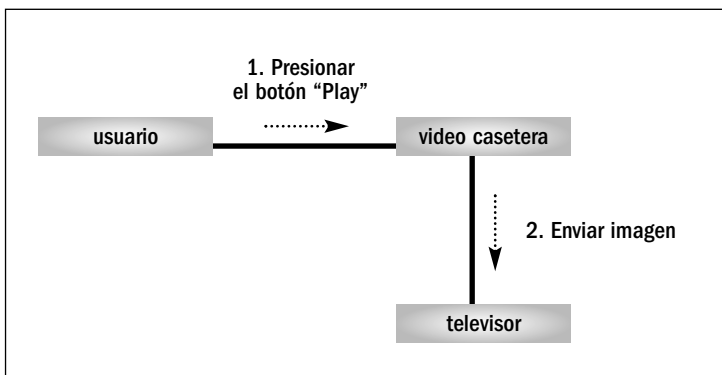 1. Presionar
el botón “Play”
usuario
video casetera
2. Enviar imagen
televisor